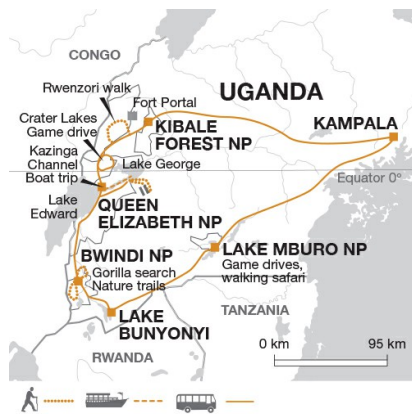 CONGO
Rwenzori walk
UGANDA
Fort Portal
Crater Lakes
Game drive
KIBALE
FOREST NP
KAMPALA
Kazinga
Channel
Boat trip
Lake George
Equator 0°
Lake
Edward
QUEEN
ELIZABETH NP
BWINDI NP
Gorilla search
Nature trails
LAKE MBURO NP
Game drives,
walking safari
LAKE
BUNYONYI
TANZANIA
RWANDA
0 km 95 km